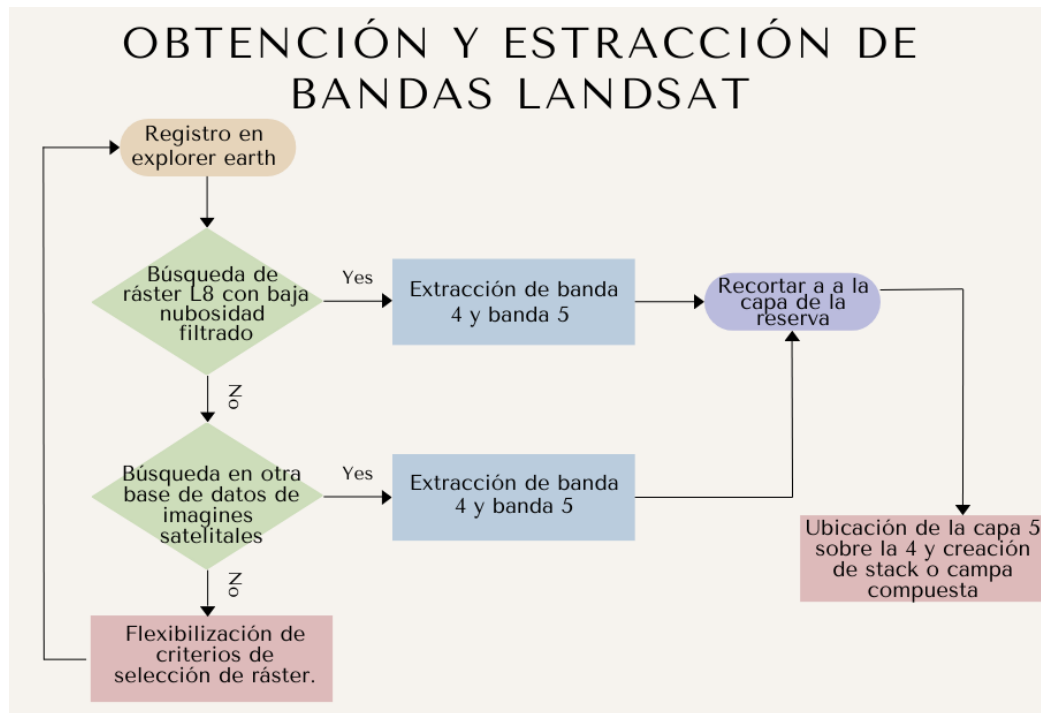 OBTENCIÓN Y ESTRACCIÓN DE
BANDAS LANDSAT
Registro en
explorer earth
Búsqueda de
ráster L8 con baja
nubosidad
filtrado
Yes
Extracción de banda
4 y banda 5
Recortar a a la
capa de la
reserva
No
Búsqueda en otra
base de datos de
imagines
satelitales
Yes
Extracción de banda
4 y banda 5
Ubicación de la capa 5
sobre la 4 y creación
de stack o campa
compuesta
No
Flexibilización de
criterios de
selección de ráster.